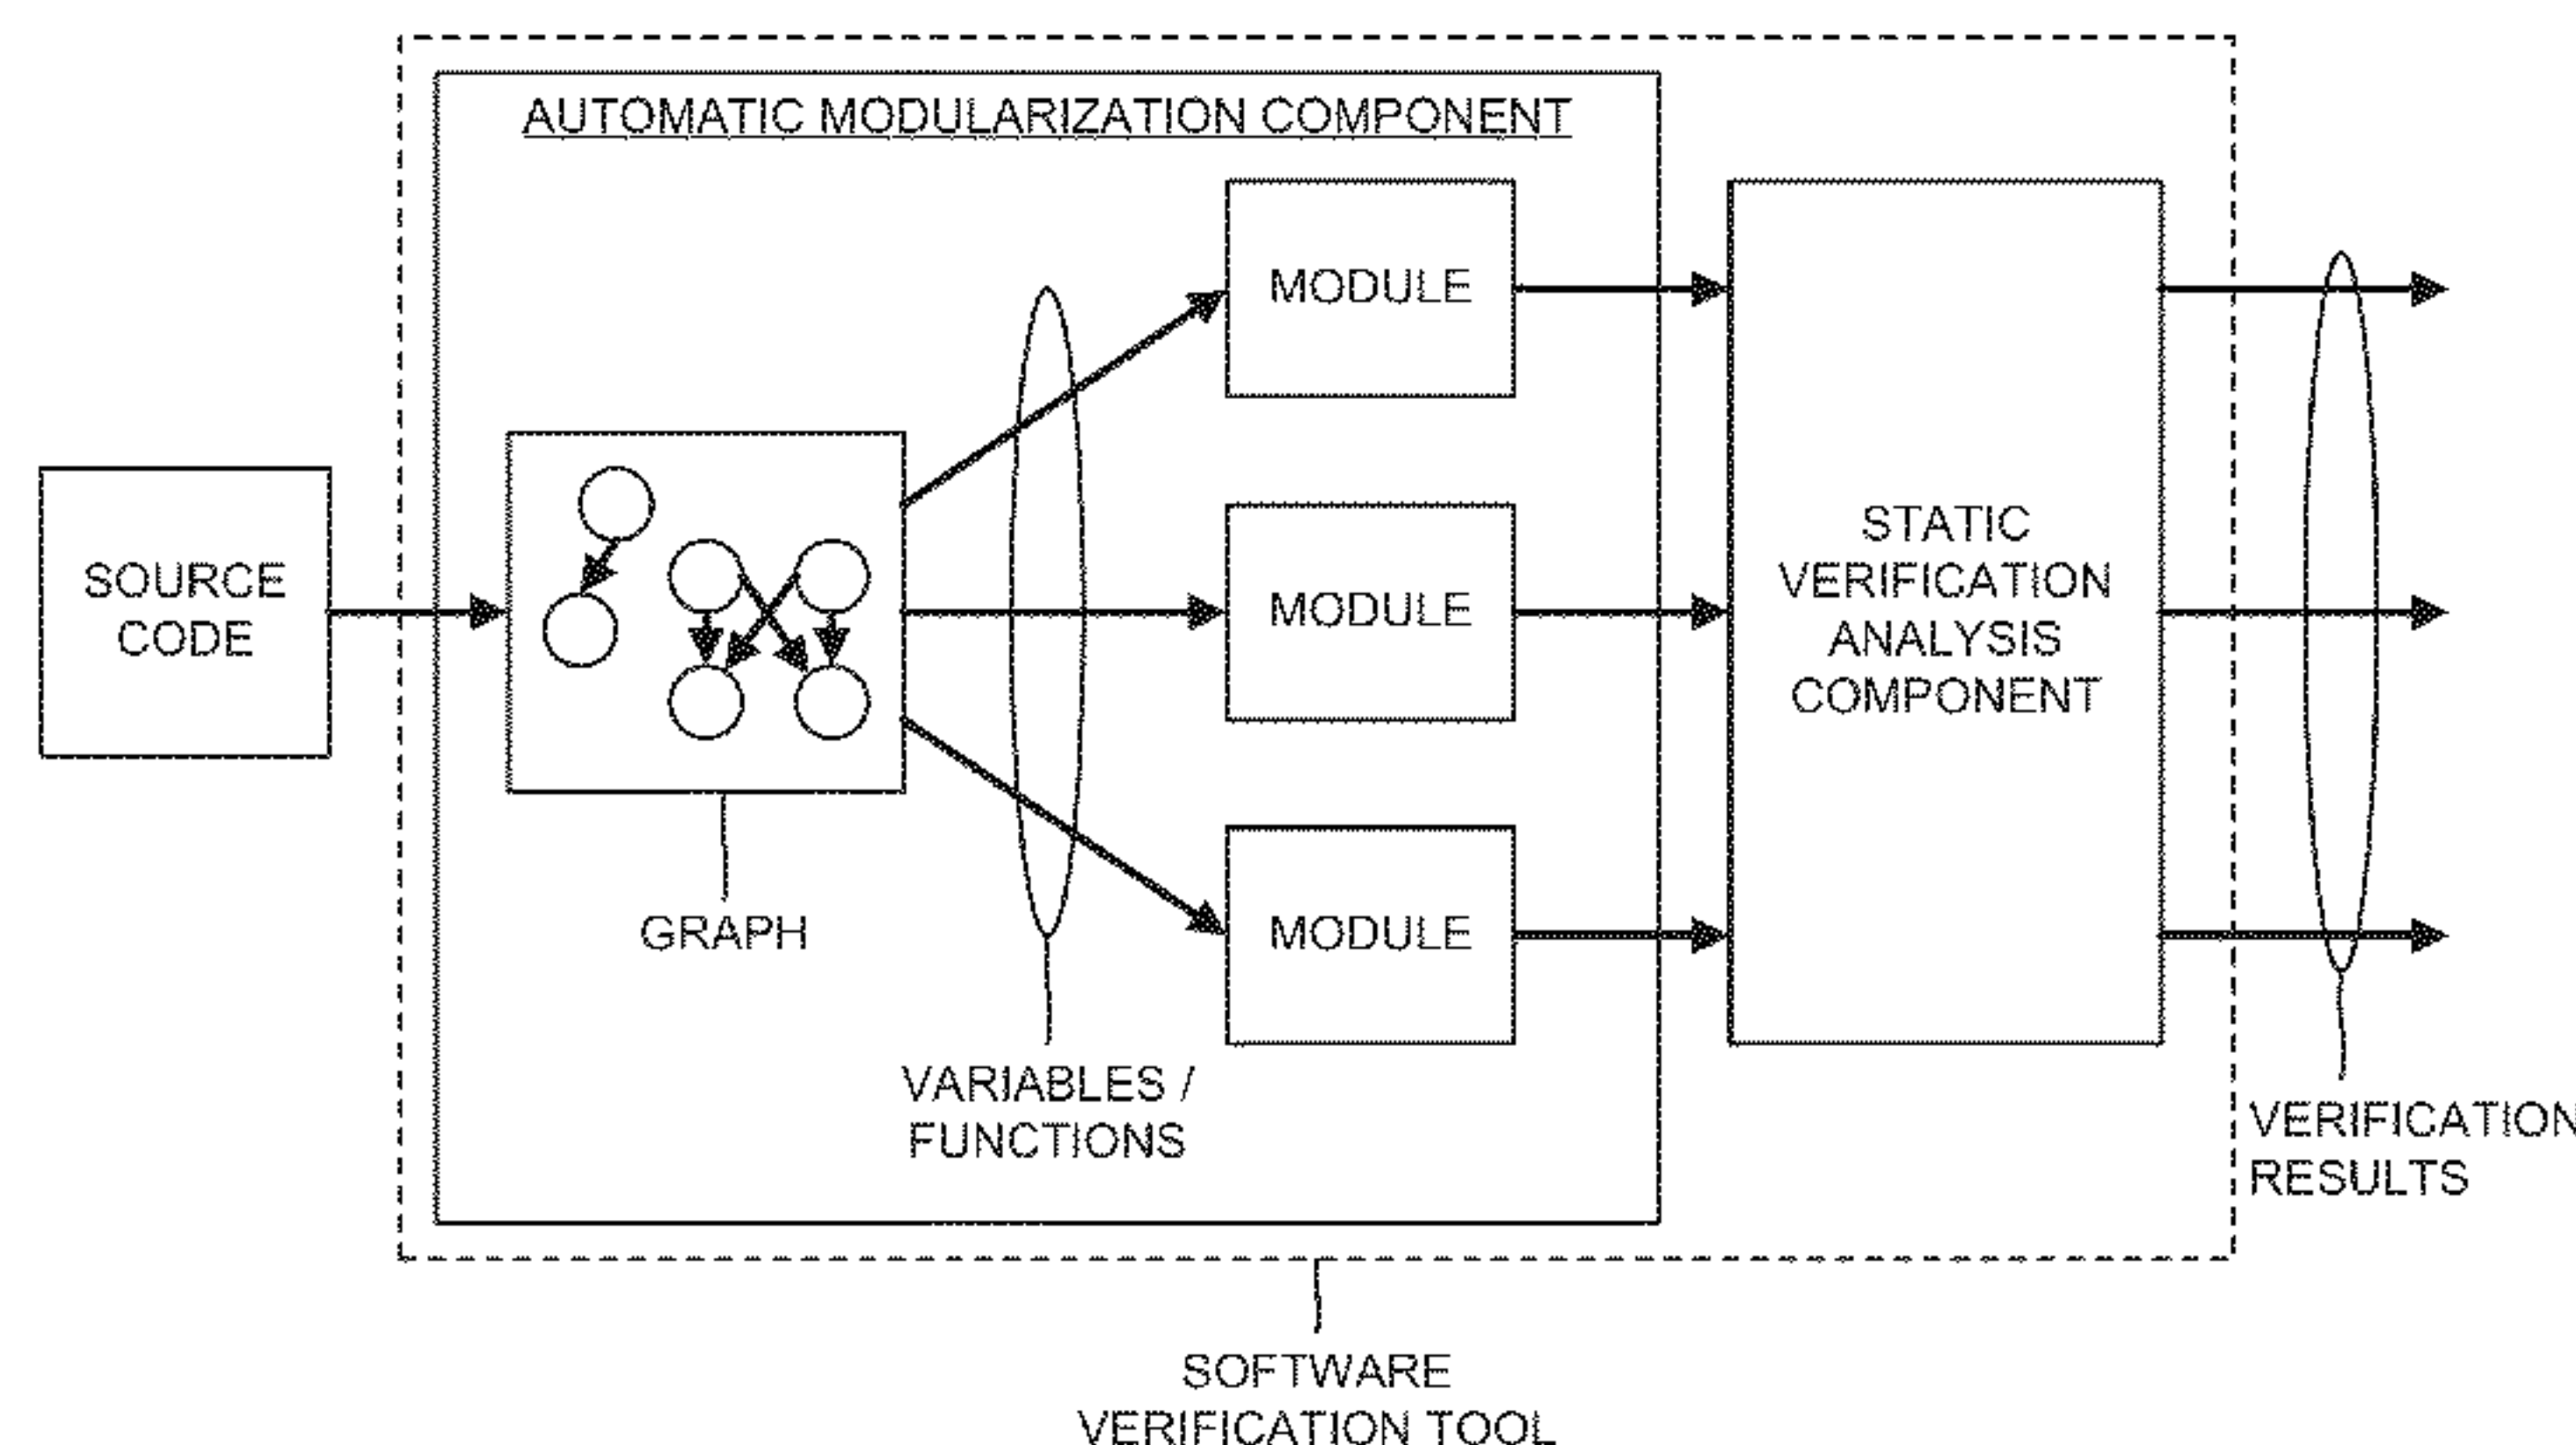 AUTOMATIC MODULARIZATION COMPONENT
SOURCE
CODE
GRAPH
VARIABLES /
FUNCTIONS
MODULE
MODULE
MODULE
STATIC
VERIFICATION
ANALYSIS
COMPONENT
VERIFICATION
RESULTS
SOFTWARE
VERIFICATION TOOL